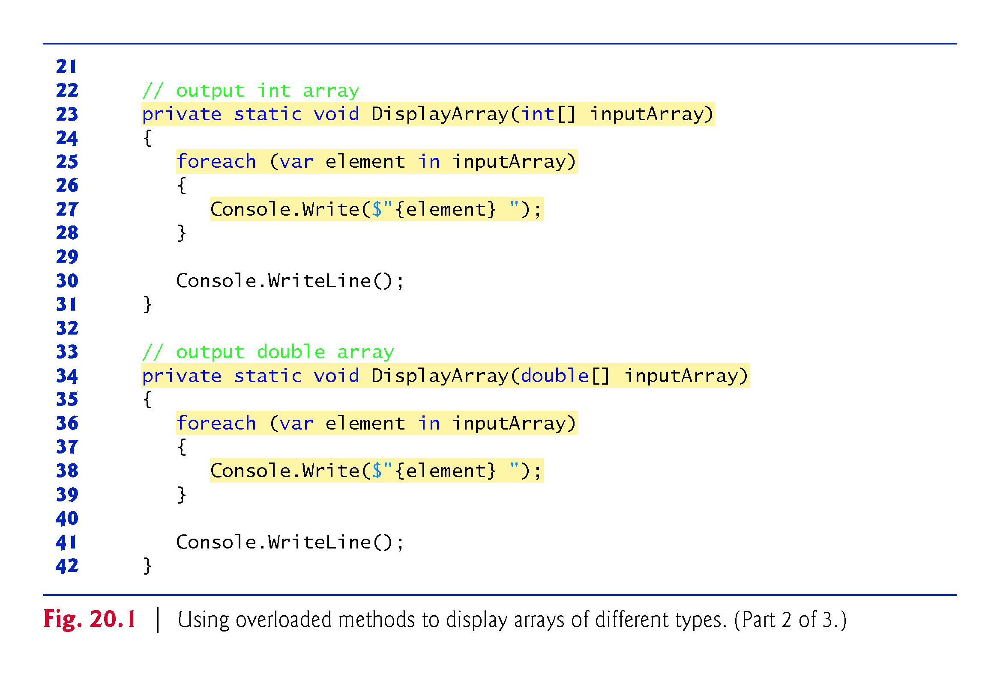 21
22 // output int array
23 private static void DisplayArray(int[] inputArray)
24 {
25 foreach (var element in inputArray)
26 {
27 Console.Write($"{element} ");
28 }
29
30 Console.WriteLine();
31 }
32
33 // output double array
34 private static void DisplayArray(double[] inputArray)
35 {
36 foreach (var element in inputArray)
37 {
38 Console.Write($"{element} ");
39 }
40
41 Console.WriteLine();
42 }
Fig. 20.1 | Using overloaded methods to display arrays of different types. (Part 2 of 3.)